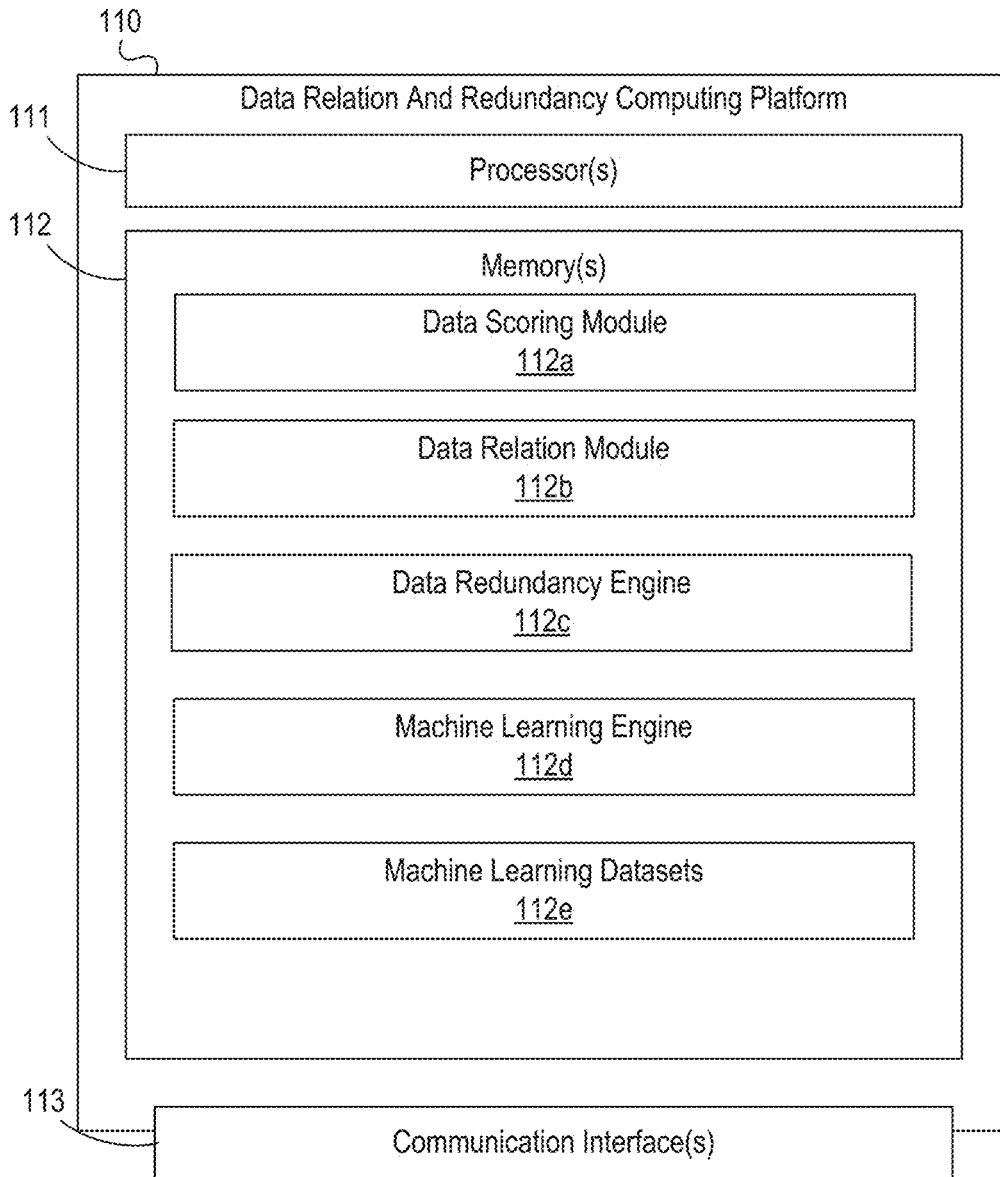 110
Data Relation And Redundancy Computing Platform
111
Processor(s)
112
Memory(s)
Data Scoring Module
112a
Data Relation Module
112b
Data Redundancy Engine
112c
Machine Learning Engine
112d
Machine Learning Datasets
112e
113
Communication Interface(s)